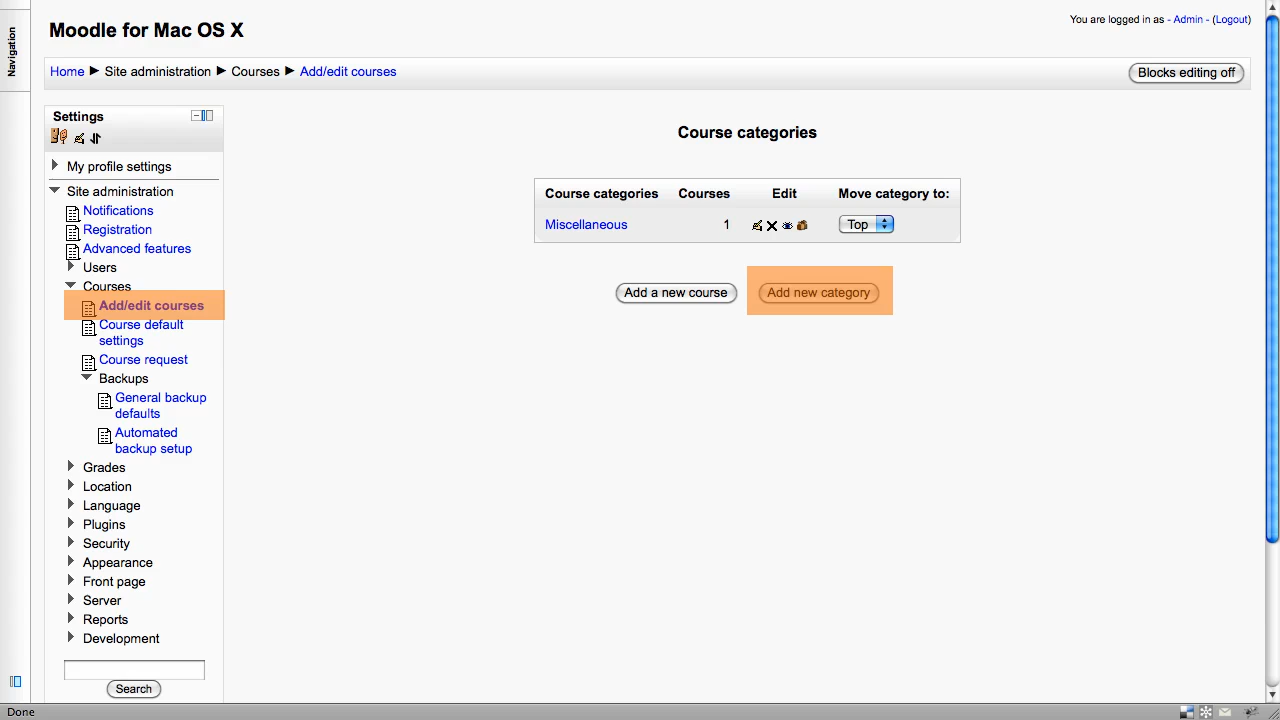 Navigation
Moodle for Mac OS X
You are logged in as - Admin - (Logout)
Home ► Site administration ► Courses ► Add/edit courses
Blocks editing off
Settings
My profile settings
Site administration
Notifications
Registration
Advanced features
Users
Courses
Add/edit courses
Course default
settings
Course request
Backups
General backup
defaults
Automated
backup setup
Grades
Location
Language
Plugins
Security
Appearance
Front page
Server
Reports
Development
Search
Course categories
Course categories Courses Edit Move category to:
Miscellaneous 1 Top
Add a new course Add new category
Done